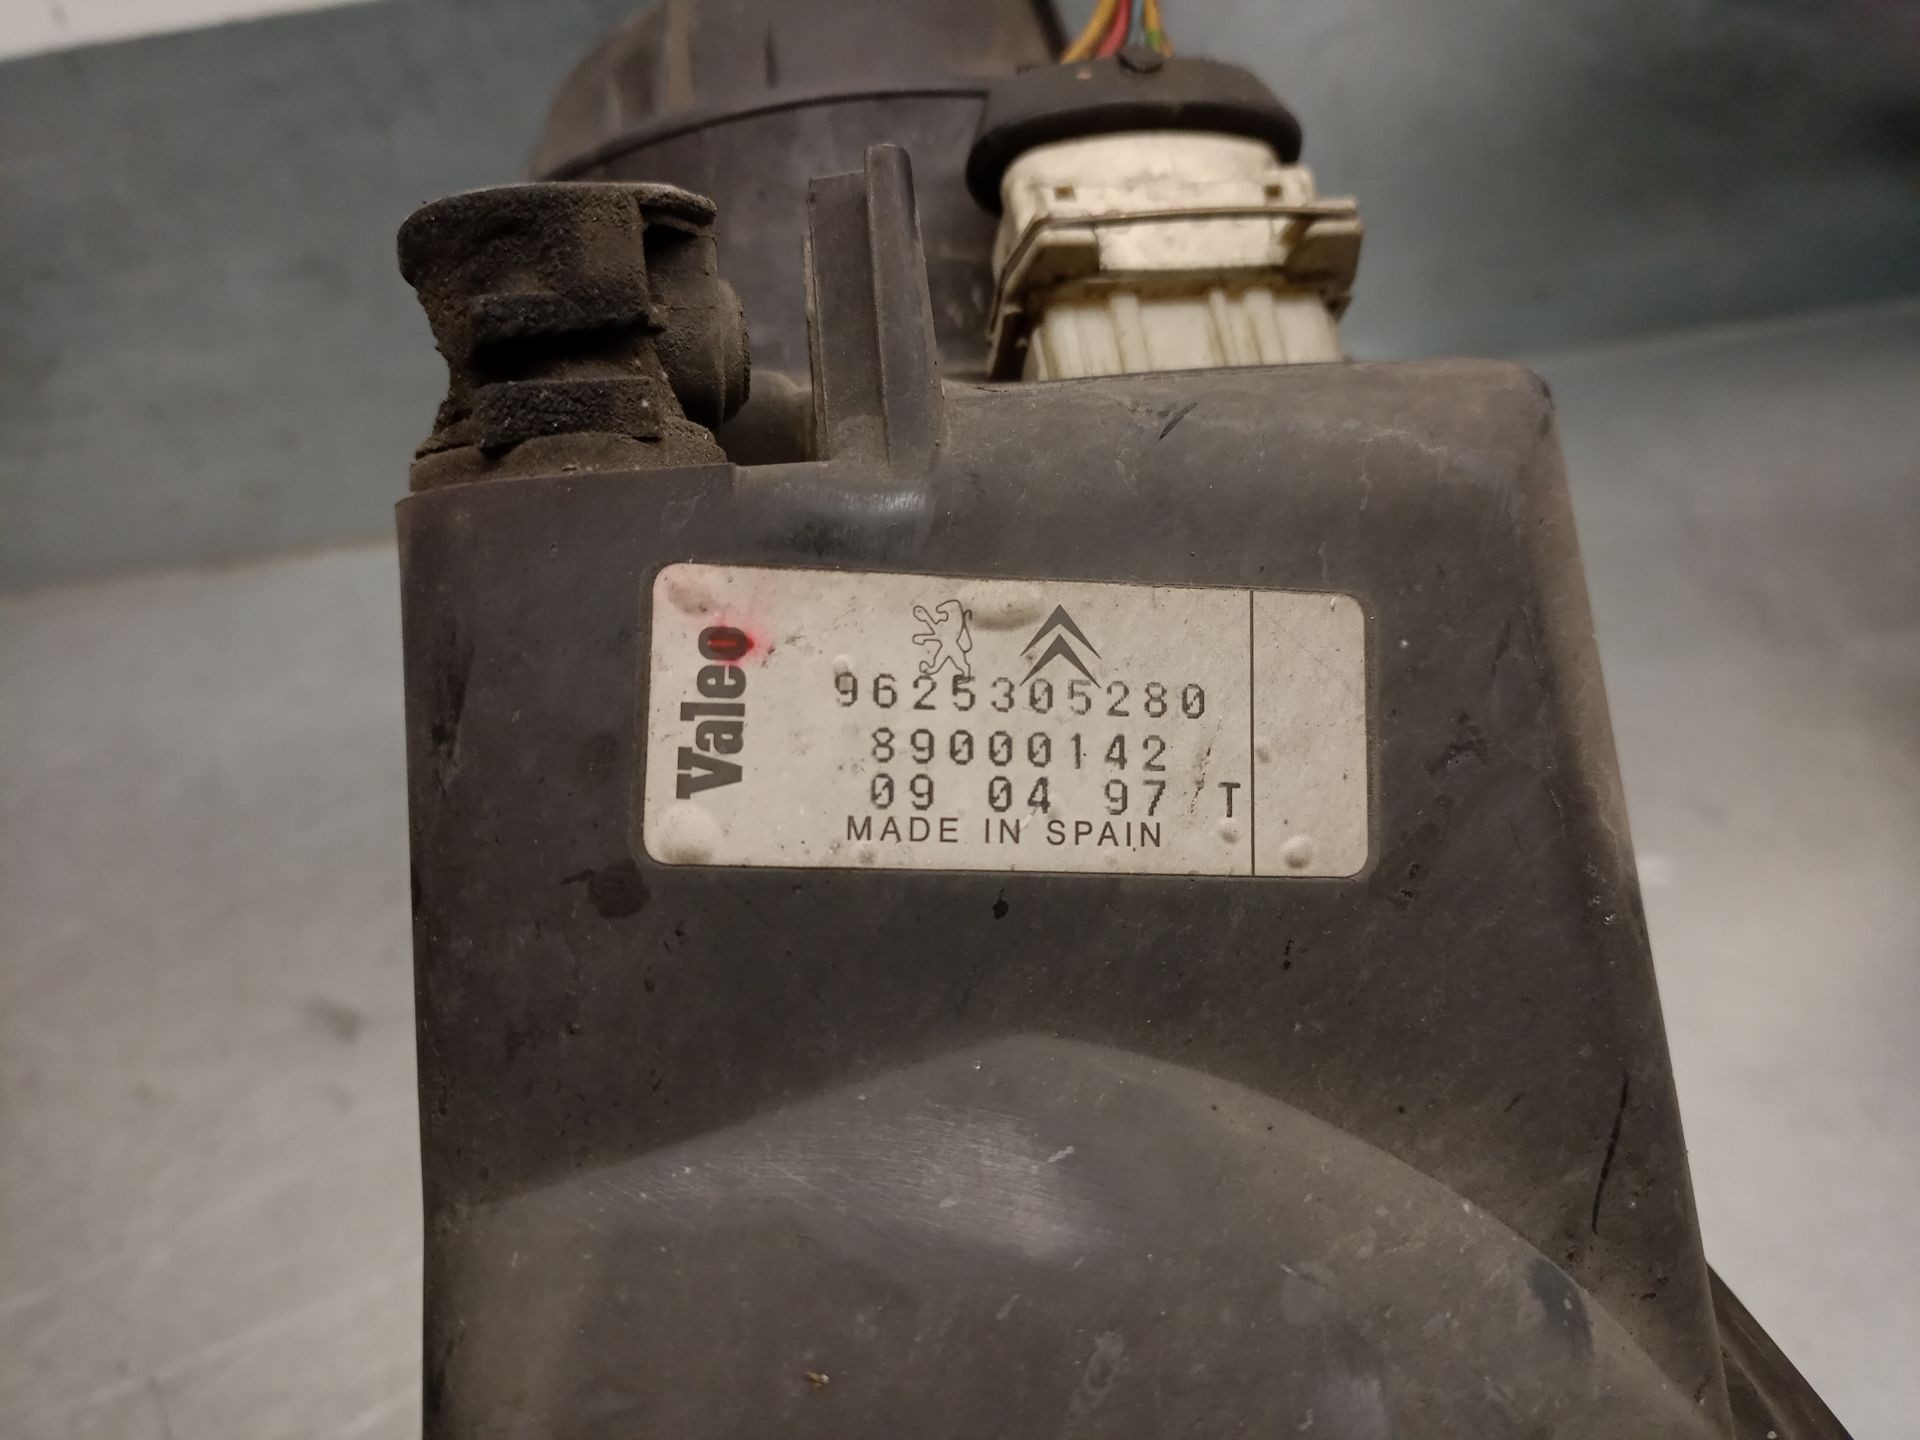 Valeo
9625305280
89000142
09 04 97 T
MADE IN SPAIN